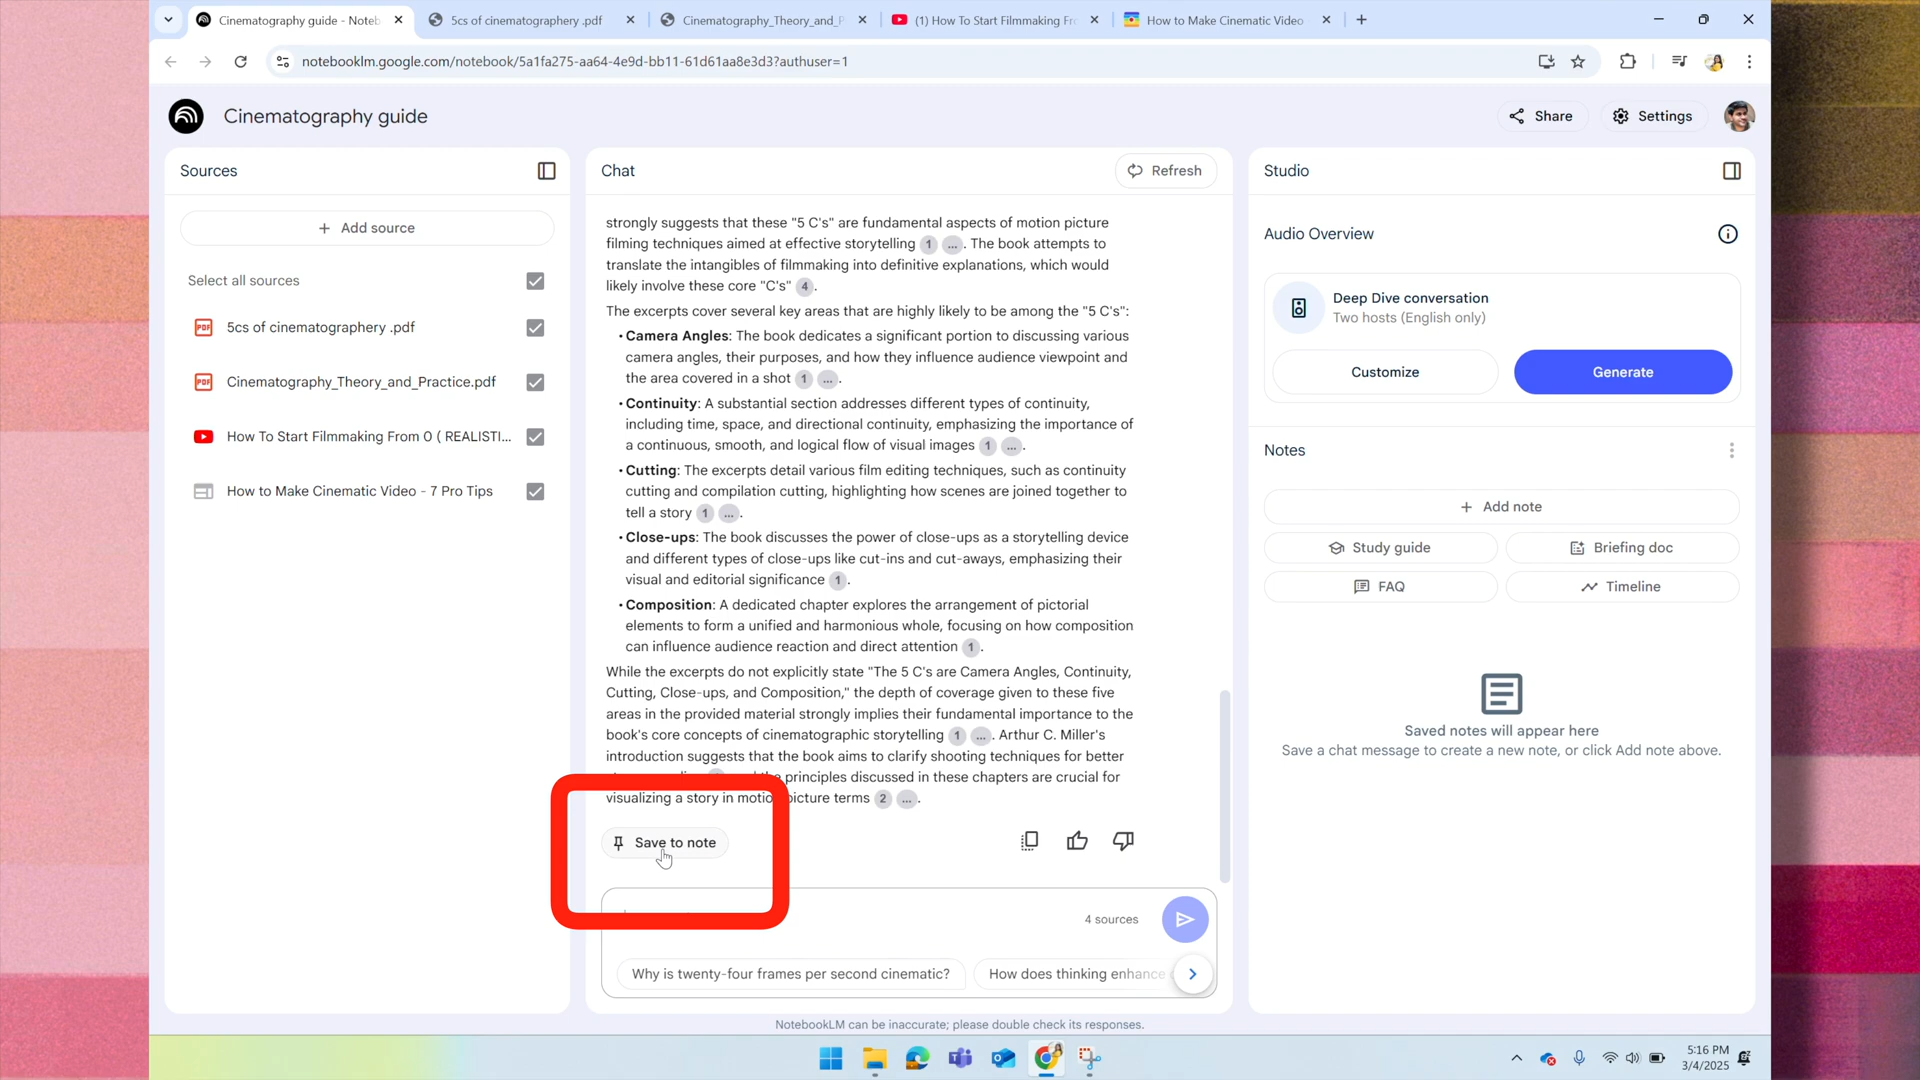 Cinematography guide - Noteb
5cs of cinematographery .pdf
Cinematography_Theory_and_P
(1) How To Start Filmmaking Fr
How to Make Cinematic Video
notebooklm.google.com/notebook/5a1fa275-aa64-4e9d-bb11-61d61aa8e3d3?authuser=1
Cinematography guide
Share
Settings
Sources
+ Add source
Select all sources
PDF 5cs of cinematographery .pdf
PDF Cinematography_Theory_and_Practice.pdf
How To Start Filmmaking From 0 ( REALISTI...
How to Make Cinematic Video - 7 Pro Tips
Chat
Refresh
strongly suggests that these "5 C's" are fundamental aspects of motion picture
filming techniques aimed at effective storytelling 1 ... . The book attempts to
translate the intangibles of filmmaking into definitive explanations, which would
likely involve these core "C's" 4 .
The excerpts cover several key areas that are highly likely to be among the "5 C's":
• Camera Angles: The book dedicates a significant portion to discussing various
camera angles, their purposes, and how they influence audience viewpoint and
the area covered in a shot 1 ... .
• Continuity: A substantial section addresses different types of continuity,
including time, space, and directional continuity, emphasizing the importance of
a continuous, smooth, and logical flow of visual images 1 ... .
• Cutting: The excerpts detail various film editing techniques, such as continuity
cutting and compilation cutting, highlighting how scenes are joined together to
tell a story 1 ... .
• Close-ups: The book discusses the power of close-ups as a storytelling device
and different types of close-ups like cut-ins and cut-aways, emphasizing their
visual and editorial significance 1 .
• Composition: A dedicated chapter explores the arrangement of pictorial
elements to form a unified and harmonious whole, focusing on how composition
can influence audience reaction and direct attention 1 .
While the excerpts do not explicitly state "The 5 C's are Camera Angles, Continuity,
Cutting, Close-ups, and Composition," the depth of coverage given to these five
areas in the provided material strongly implies their fundamental importance to the
book's core concepts of cinematographic storytelling 1 ... . Arthur C. Miller's
introduction suggests that the book aims to clarify shooting techniques for better
principles discussed in these chapters are crucial for
visualizing a story in motion picture terms 2 ... .
Save to note
4 sources
Why is twenty-four frames per second cinematic?
How does thinking enhance
Studio
Audio Overview
Deep Dive conversation
Two hosts (English only)
Customize
Generate
Notes
+ Add note
Study guide
Briefing doc
FAQ
Timeline
Saved notes will appear here
Save a chat message to create a new note, or click Add note above.
NotebookLM can be inaccurate; please double check its responses.
5:16 PM
3/4/2025